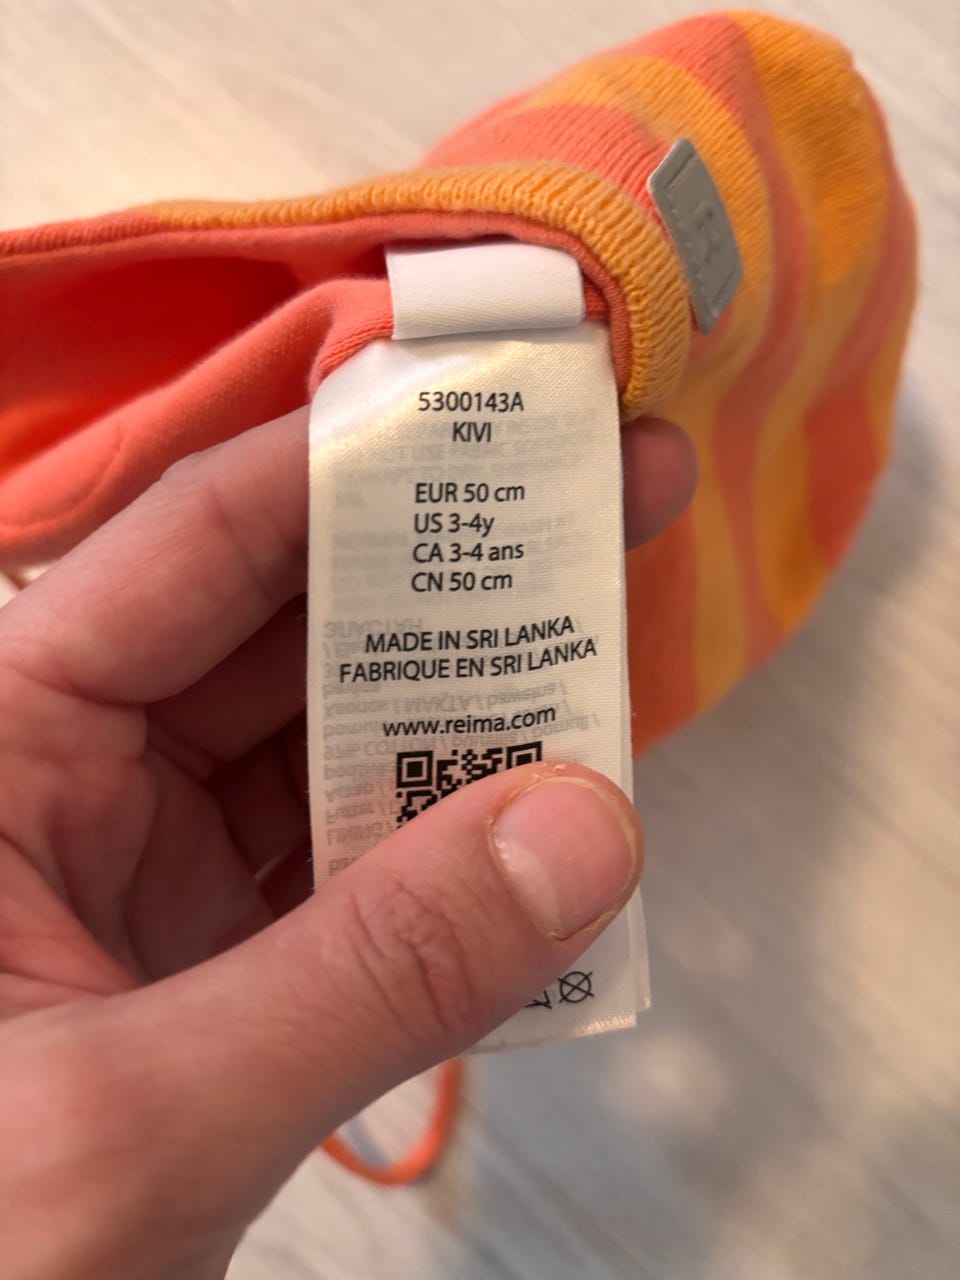 5300143A
KIVI
EUR 50 cm
US 3-4y
CA 3-4 ans
CN 50 cm
MADE IN SRI LANKA
FABRIQUE EN SRI LANKA
www.reima.com